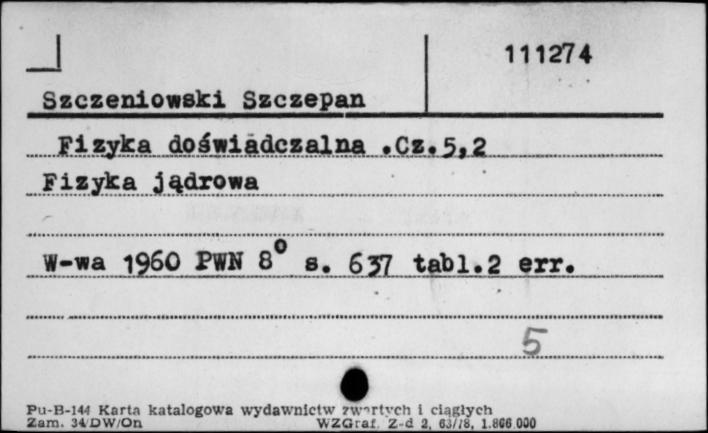 111274
Szczeniowski Szczepan
Fizyka doświadczalna .Cz.5,2
Fizyka jądrowa
W-wa 1960 PWN 8° s. 637 tabl.2 err.
5
Pu-B-144 Karta katalogowa wydawnictw zwartych i ciągłych
Zam. 34/DW/On WZGraf. Z-d 2, 63/78, 1.866.000